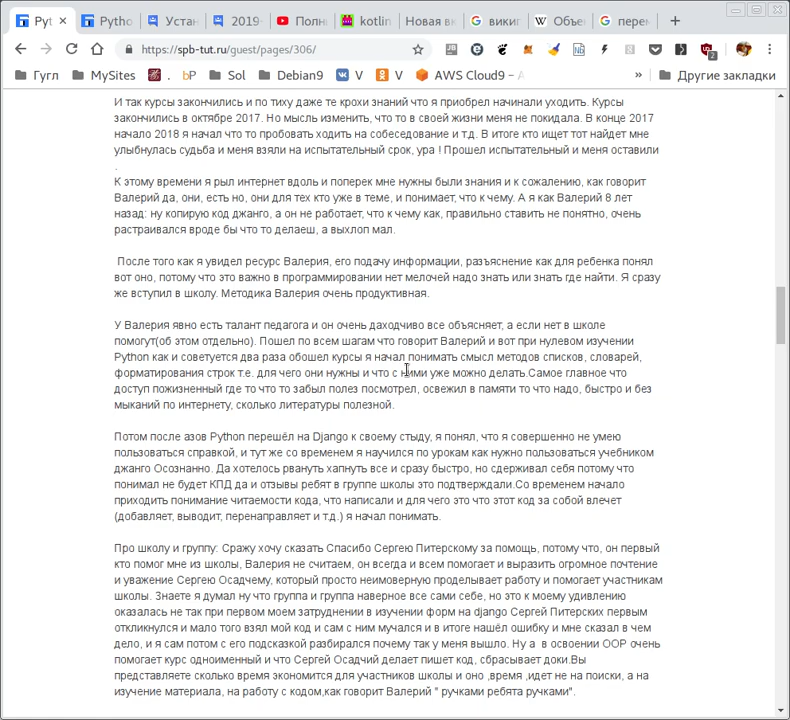 Pyt
Pytho
Устан
2019-
Полн
kotlin
Новая вк
викип
Объе
перем
https://spb-tut.ru/guest/pages/306/
Гугл
MySites
.
bP
Sol
Debian9
V
V
AWS Cloud9 – A
»
Другие закладки
И так курсы закончились и по тиху даже те крохи знаний что я приобрел начинали уходить. Курсы
закончились в октябре 2017. Но мысль изменить, что то в своей жизни меня не покидала. В конце 2017
начало 2018 я начал что то пробовать ходить на собеседование и т.д. В итоге кто ищет тот найдет мне
улыбнулась судьба и меня взяли на испытательный срок, ура ! Прошел испытательный и меня оставили
.
К этому времени я рыл интернет вдоль и поперек мне нужны были знания и к сожалению, как говорит
Валерий да, они, есть но, они для тех кто уже в теме, и понимает, что к чему. А я как Валерий 8 лет
назад: ну копирую код джанго, а он не работает, что к чему как, правильно ставить не понятно, очень
растраивался вроде бы что то делаеш, а выхлоп мал.
После того как я увидел ресурс Валерия, его подачу информации, разъяснение как для ребенка понял
вот оно, потому что это важно в программировании нет мелочей надо знать или знать где найти. Я сразу
же вступил в школу. Методика Валерия очень продуктивная.
У Валерия явно есть талант педагога и он очень даходчиво все объясняет, а если нет в школе
помогут(об этом отдельно). Пошел по всем шагам что говорит Валерий и вот при нулевом изучении
Python как и советуется два раза обошел курсы я начал понимать смысл методов списков, словарей,
форматирования строк т.е. для чего они нужны и что с ними уже можно делать.Самое главное что
доступ пожизненный где то что то забыл полез посмотрел, освежил в памяти то что надо, быстро и без
мыканий по интернету, сколько литературы полезной.
Потом после азов Python перешёл на Django к своему стыду, я понял, что я совершенно не умею
пользоваться справкой, и тут же со временем я научился по урокам как нужно пользоваться учебником
джанго Осознанно. Да хотелось рвануть хапнуть все и сразу быстро, но сдерживал себя потому что
понимал не будет КПД да и отзывы ребят в группе школы это подтверждали.Со временем начало
приходить понимание читаемости кода, что написали и для чего это что этот код за собой влечет
(добавляет, выводит, перенаправляет и т.д.) я начал понимать.
Про школу и группу: Сражу хочу сказать Спасибо Сергею Питерскому за помощь, потому что, он первый
кто помог мне из школы, Валерия не считаем, он всегда и всем помогает и выразить огромное почтение
и уважение Сергею Осадчему, который просто неимоверную проделывает работу и помогает участникам
школы. Знаете я думал ну что группа и группа наверное все сами себе, но это к моему удивлению
оказалась не так при первом моем затруднении в изучении форм на django Сергей Питерских первым
откликнулся и мало того взял мой код и сам с ним мучался и в итоге нашёл ошибку и мне сказал в чем
дело, и я сам потом с его подсказкой разбирался почему так у меня вышло. Ну а в освоении ООР очень
помогает курс одноименный и что Сергей Осадчий делает пишет код, сбрасывает доки.Вы
представляете сколько время экономится для участников школы и оно ,время ,идет не на поиски, а на
изучение материала, на работу с кодом,как говорит Валерий " ручками ребята ручками".